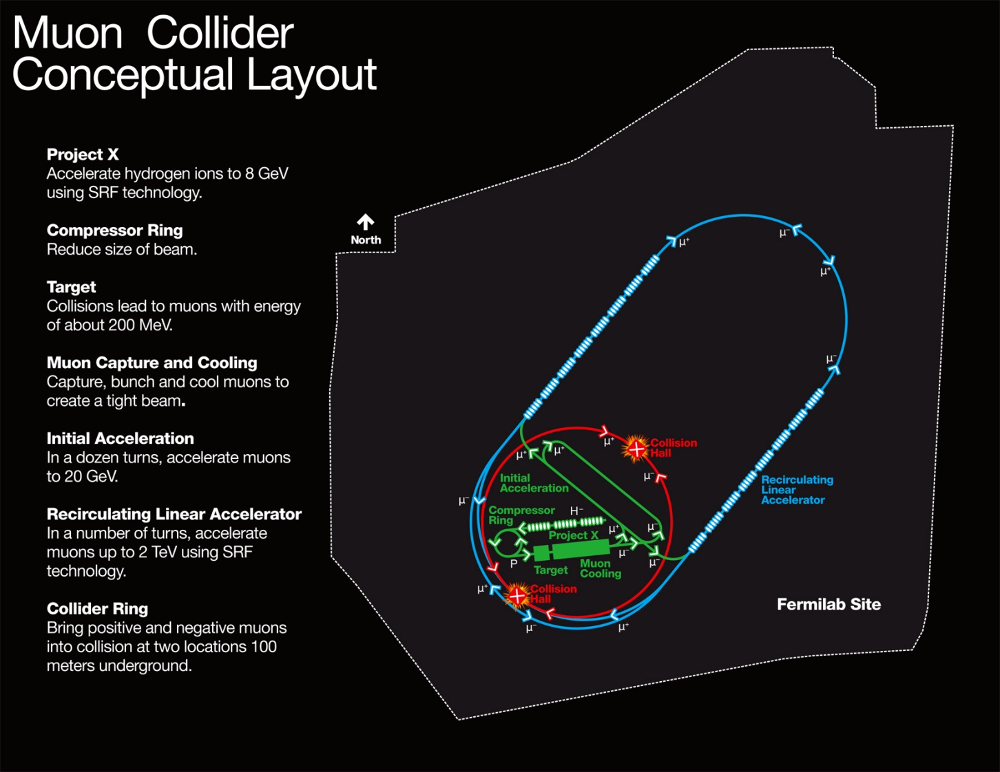 Muon Collider
Conceptual Layout
Project X
Accelerate hydrogen ions to 8 GeV
using SRF technology.
Compressor Ring
Reduce size of beam.
Target
Collisions lead to muons with energy
of about 200 MeV.
Muon Capture and Cooling
Capture, bunch and cool muons to
create a tight beam.
Initial Acceleration
In a dozen turns, accelerate muons
to 20 GeV.
Recirculating Linear Accelerator
In a number of turns, accelerate
muons up to 2 TeV using SRF
technology.
Collider Ring
Bring positive and negative muons
into collision at two locations 100
meters underground.
North
μ⁺
μ⁻
μ⁺
μ⁻
μ⁺
Collision
Hall
μ⁺
μ⁺
μ⁻
Initial
Acceleration
Recirculating
Linear
Accelerator
μ⁻
Compressor
Ring
H⁻
Project X
μ⁺
μ⁻
μ⁻
P
Target
Muon
Cooling
μ⁻
μ⁺
Collision
Hall
μ⁻
μ⁺
Fermilab Site